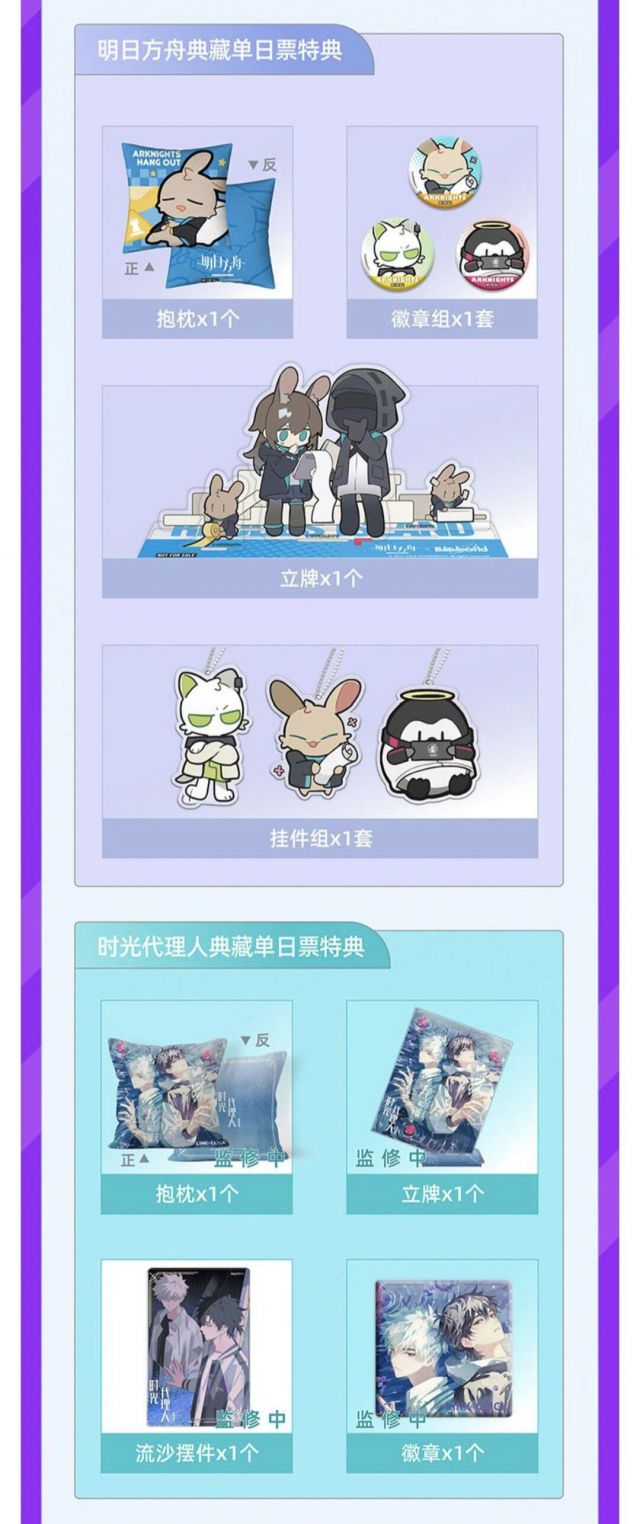 明日方舟典藏单日票特典
ARKNIGHTS
HANG OUT
▼反
正▲
明日方舟
抱枕x1个
ARKNIGHTS
ARKNIGHTS
ARKNIGHTS
徽章组x1套
NOT FOR SALE
明日方舟
立牌x1个
挂件组x1套
时光代理人典藏单日票特典
▼反
时光代理人
LINK CLICK
正▲
监修中
抱枕x1个
时光代理人
监修中
立牌x1个
时光代理人
监修中
流沙摆件x1个
LINK CLICK
监修中
徽章x1个